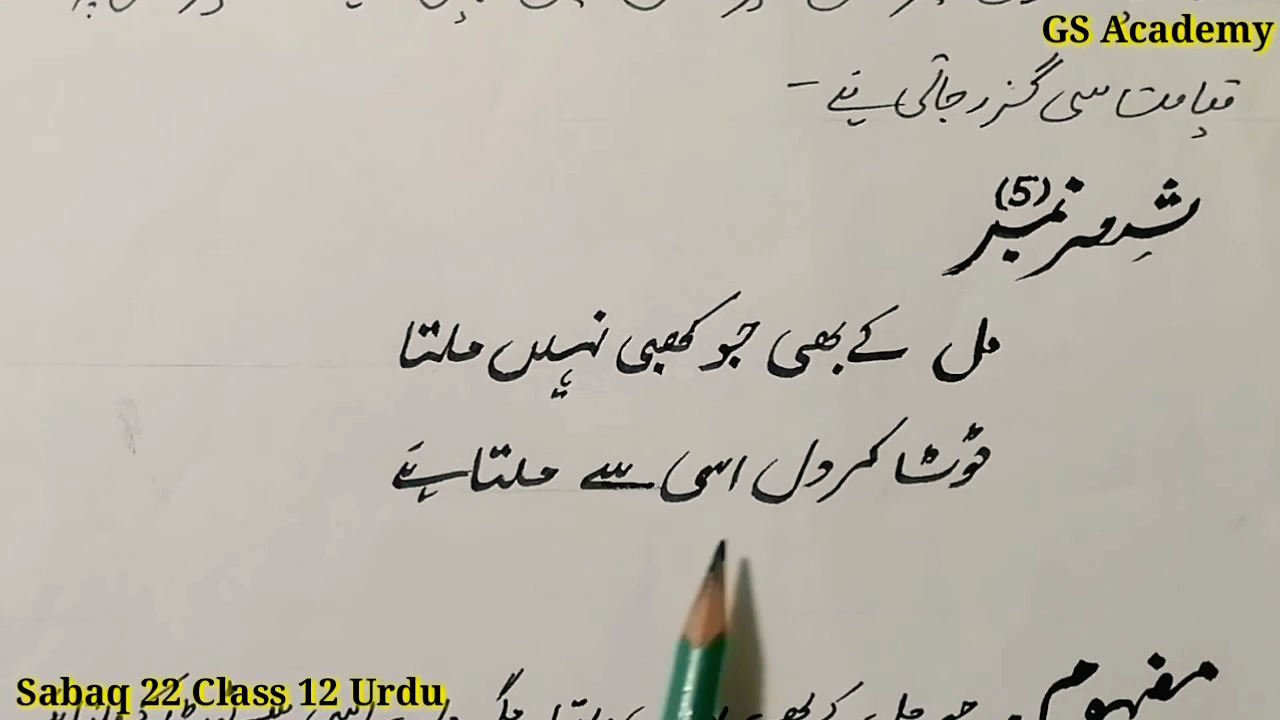 GS Academy
قیامت سی گزر جاتی ہے۔
شعر نمبر (5)
مل کے بھی جو کبھی نہیں ملتا
ٹوٹ کر دل اسی سے ملتا ہے
مفہوم
Sabaq 22 Class 12 Urdu